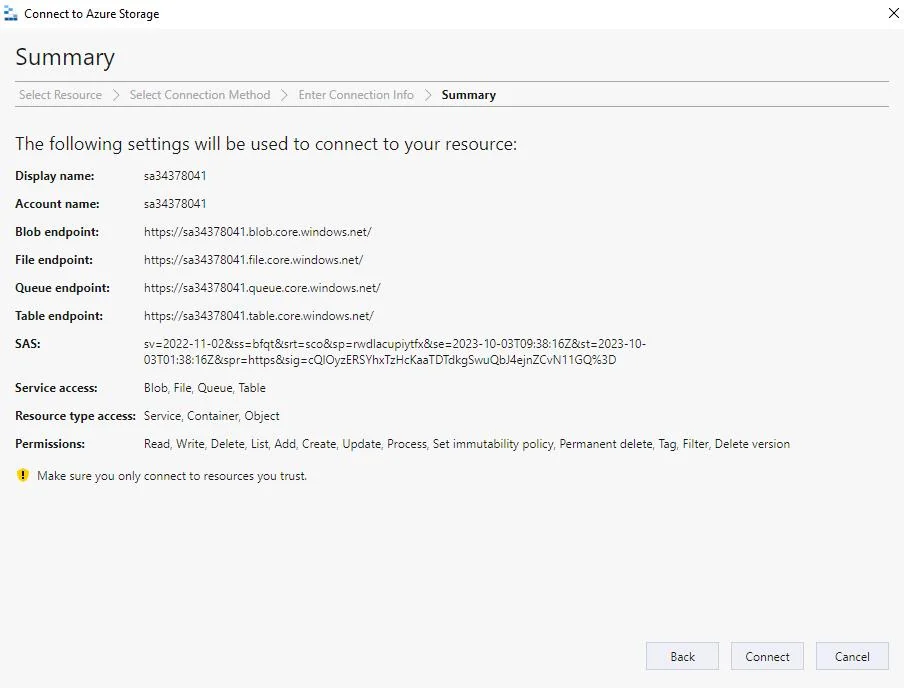 Connect to Azure Storage
Summary
Select Resource > Select Connection Method > Enter Connection Info > Summary
The following settings will be used to connect to your resource:
Display name: sa34378041
Account name: sa34378041
Blob endpoint: https://sa34378041.blob.core.windows.net/
File endpoint: https://sa34378041.file.core.windows.net/
Queue endpoint: https://sa34378041.queue.core.windows.net/
Table endpoint: https://sa34378041.table.core.windows.net/
SAS: sv=2022-11-02&ss=bfqt&srt=sco&sp=rwdlacupiytfx&se=2023-10-03T09:38:16Z&st=2023-10-
03T01:38:16Z&spr=https&sig=cQIOyzERSYhxTzHcKaaTDTdkgSwuQbJ4ejnZCvN11GQ%3D
Service access: Blob, File, Queue, Table
Resource type access: Service, Container, Object
Permissions: Read, Write, Delete, List, Add, Create, Update, Process, Set immutability policy, Permanent delete, Tag, Filter, Delete version
Make sure you only connect to resources you trust.
Back Connect Cancel